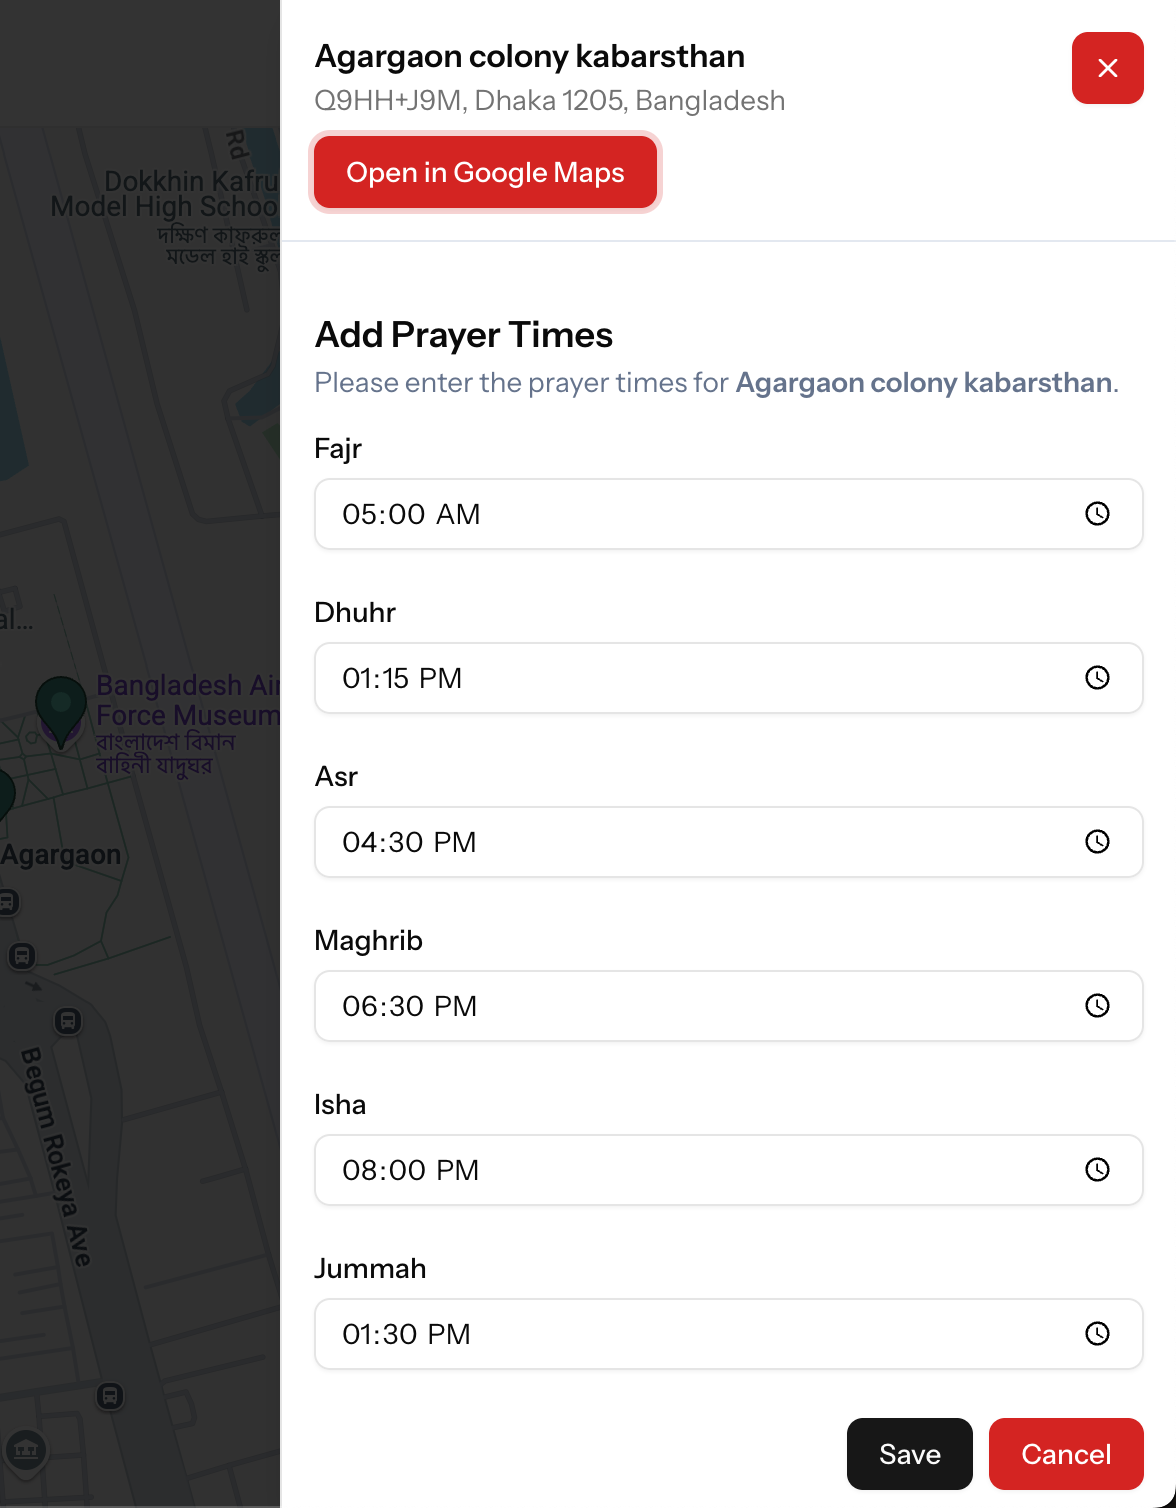 Agargaon colony kabarsthan
Q9HH+J9M, Dhaka 1205, Bangladesh
Open in Google Maps
Add Prayer Times
Please enter the prayer times for Agargaon colony kabarsthan.
Fajr
05:00 AM
Dhuhr
01:15 PM
Asr
04:30 PM
Maghrib
06:30 PM
Isha
08:00 PM
Jummah
01:30 PM
Save
Cancel
Rd
Dokkhin Kafru
Model High Schoo
দক্ষিণ কাফরুল
মডেল হাই স্কুল
al...
Bangladesh Air
Force Museum
বাংলাদেশ বিমান
বাহিনী যাদুঘর
Agargaon
Begum Rokeya Ave